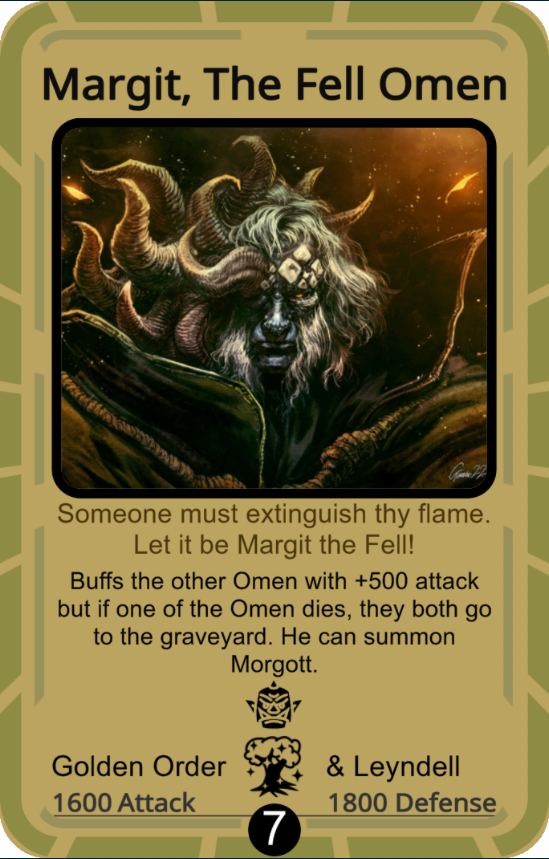 Margit, The Fell Omen
Someone must extinguish thy flame.
Let it be Margit the Fell!
Buffs the other Omen with +500 attack
but if one of the Omen dies, they both go
to the graveyard. He can summon
Morgott.
Golden Order & Leyndell
1600 Attack 1800 Defense
7